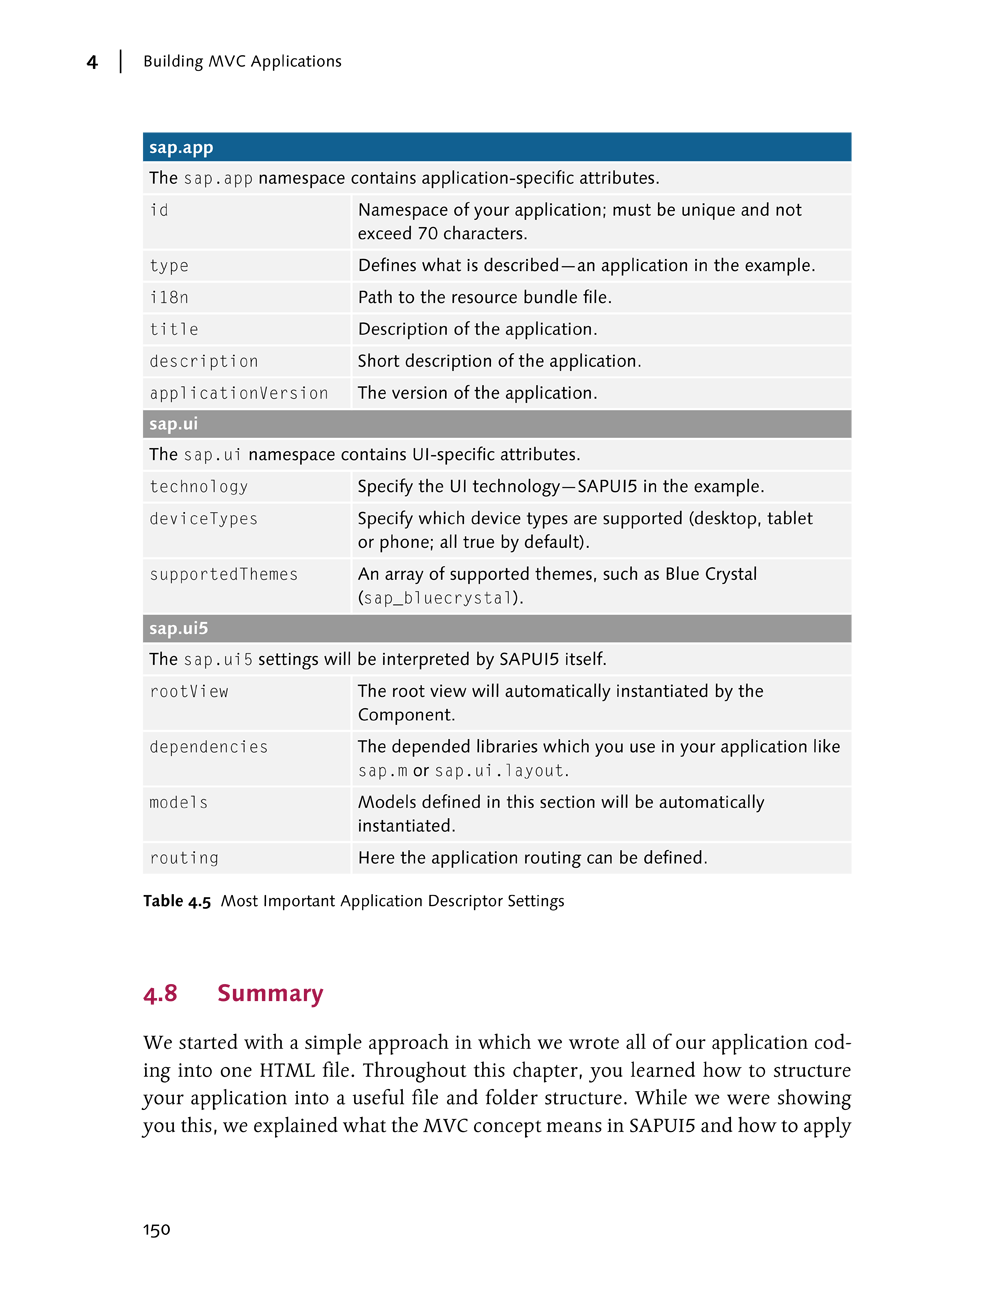 4 | Building MVC Applications
sap.app
The sap.app namespace contains application-specific attributes.
id Namespace of your application; must be unique and not
exceed 70 characters.
type Defines what is described—an application in the example.
i18n Path to the resource bundle file.
title Description of the application.
description Short description of the application.
applicationVersion The version of the application.
sap.ui
The sap.ui namespace contains UI-specific attributes.
technology Specify the UI technology—SAPUI5 in the example.
deviceTypes Specify which device types are supported (desktop, tablet
or phone; all true by default).
supportedThemes An array of supported themes, such as Blue Crystal
(sap_bluecrystal).
sap.ui5
The sap.ui5 settings will be interpreted by SAPUI5 itself.
rootView The root view will automatically instantiated by the
Component.
dependencies The depended libraries which you use in your application like
sap.m or sap.ui.layout.
models Models defined in this section will be automatically
instantiated.
routing Here the application routing can be defined.
Table 4.5 Most Important Application Descriptor Settings
4.8 Summary
We started with a simple approach in which we wrote all of our application cod-
ing into one HTML file. Throughout this chapter, you learned how to structure
your application into a useful file and folder structure. While we were showing
you this, we explained what the MVC concept means in SAPUI5 and how to apply
150